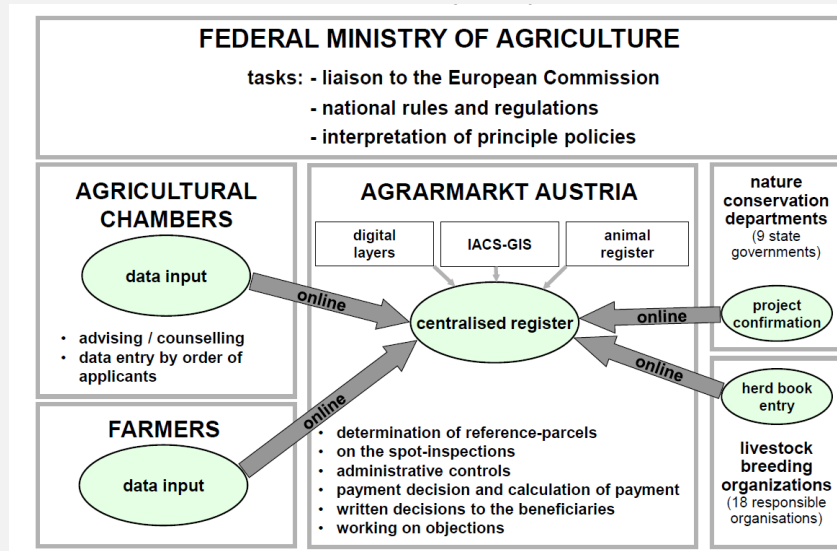 FEDERAL MINISTRY OF AGRICULTURE
tasks: - liaison to the European Commission
- national rules and regulations
- interpretation of principle policies
AGRICULTURAL
CHAMBERS
data input
online
• advising / counselling
• data entry by order of
applicants
FARMERS
data input
online
AGRARMARKT AUSTRIA
digital
layers
IACS-GIS
animal
register
centralised register
• determination of reference-parcels
• on the spot-inspections
• administrative controls
• payment decision and calculation of payment
• written decisions to the beneficiaries
• working on objections
nature
conservation
departments
(9 state
governments)
project
confirmation
online
herd book
entry
online
livestock
breeding
organizations
(18 responsible
organisations)